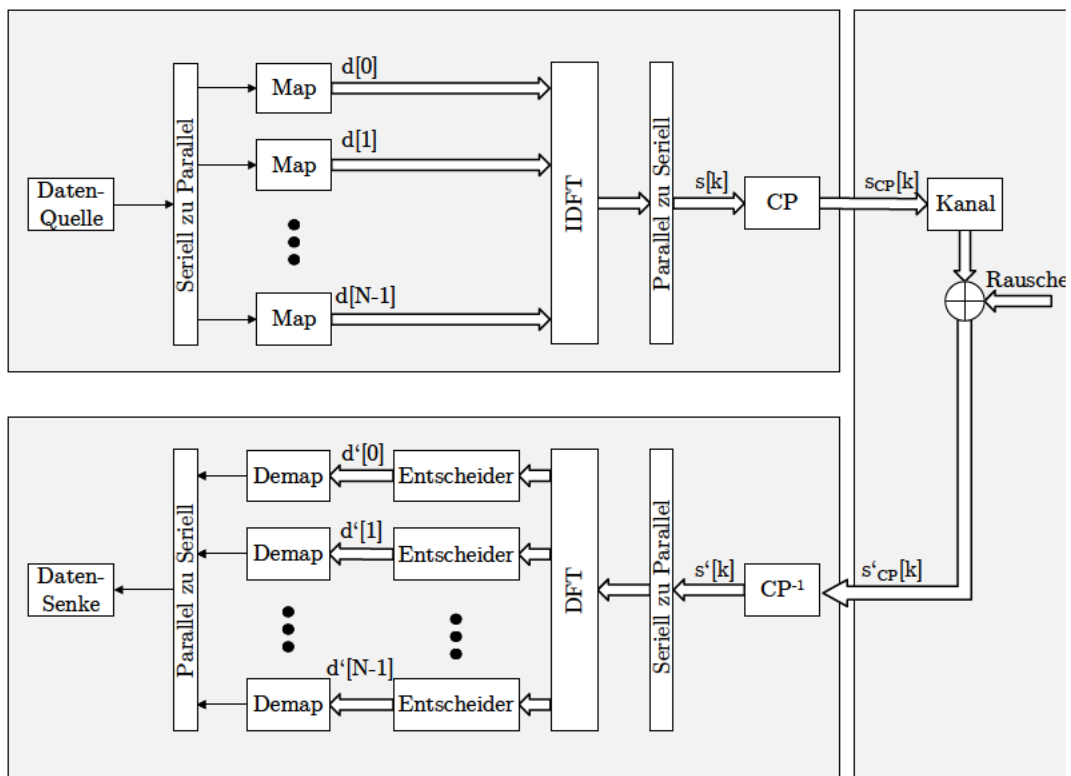 d[0]
Map
d[1]
Map
Daten-
Quelle
Seriell zu Parallel
d[N-1]
Map
IDFT
Parallel zu Seriell
s[k]
CP
s_CP[k]
Kanal
Rausche
d‘[0]
Demap
Entscheider
d‘[1]
Demap
Entscheider
Daten-
Senke
Parallel zu Seriell
d‘[N-1]
Demap
Entscheider
DFT
Seriell zu Parallel
s‘[k]
CP⁻¹
s‘_CP[k]